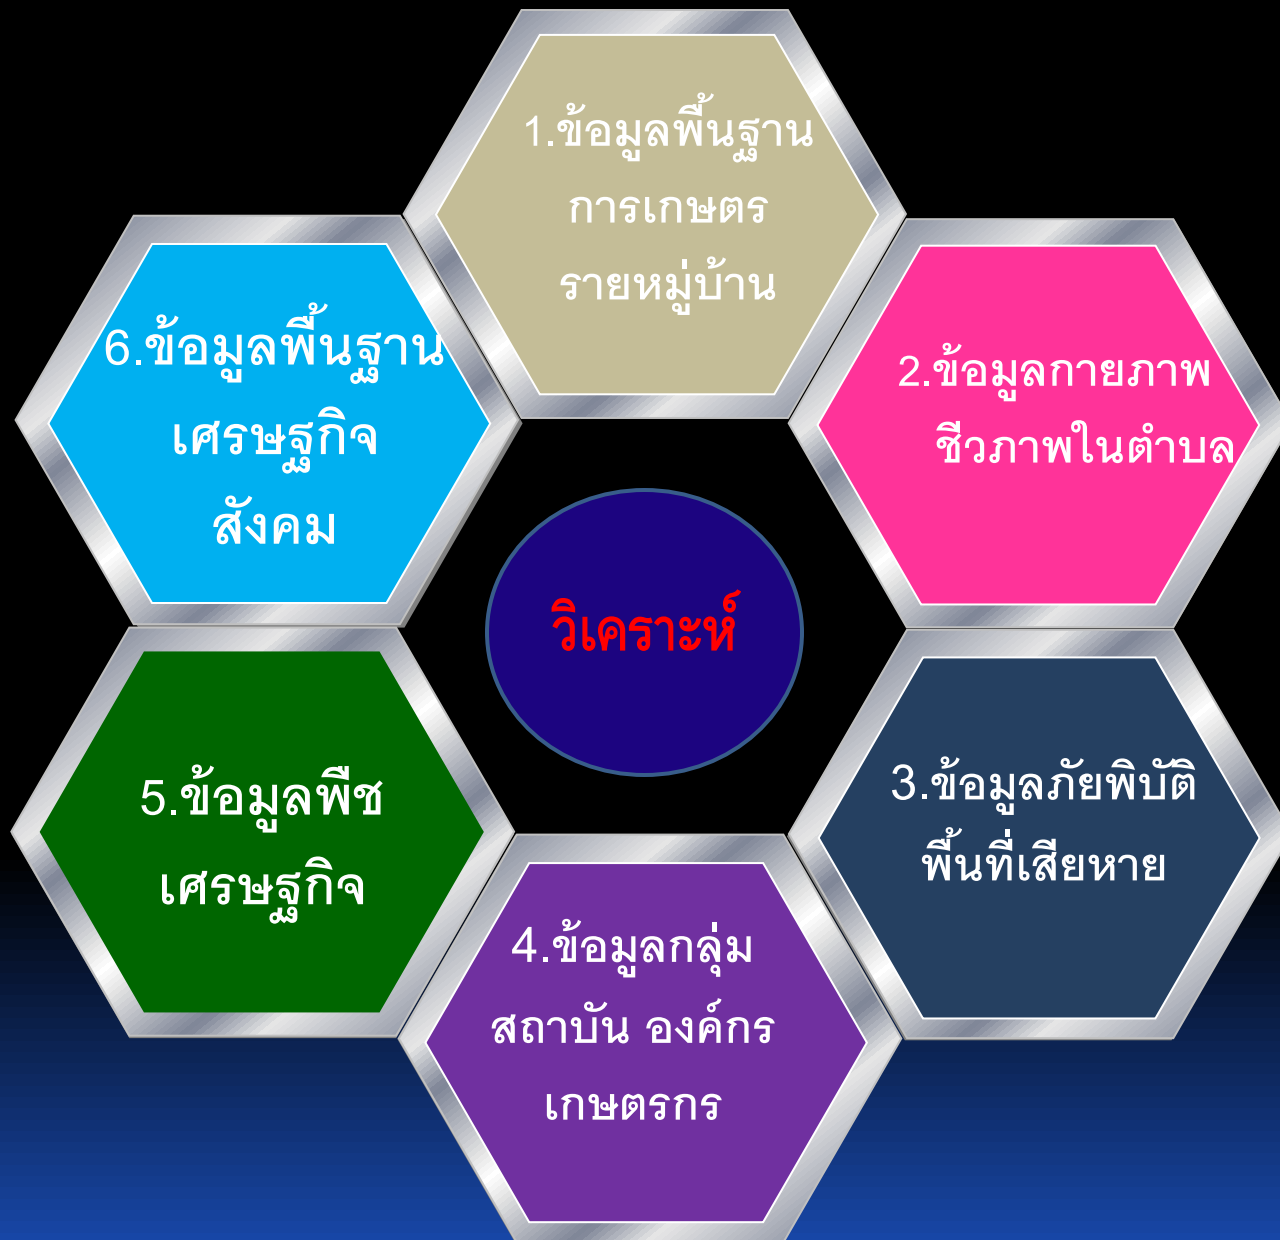 1.ข้อมูลพื้นฐาน
การเกษตร
รายหมู่บ้าน
2.ข้อมูลกายภาพ
ชีวภาพในตำบล
3.ข้อมูลภัยพิบัติ
พื้นที่เสียหาย
4.ข้อมูลกลุ่ม
สถาบัน องค์กร
เกษตรกร
5.ข้อมูลพืช
เศรษฐกิจ
6.ข้อมูลพื้นฐาน
เศรษฐกิจ
สังคม
วิเคราะห์